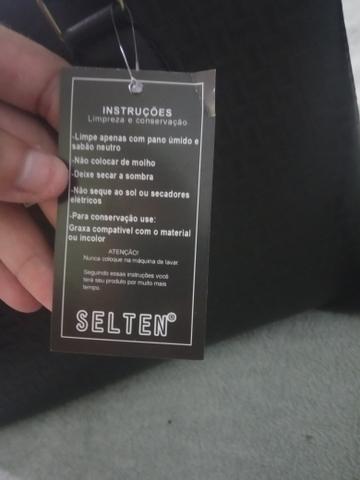 INSTRUÇÕES
Limpeza e conservação
-Limpe apenas com pano úmido e
sabão neutro
-Não colocar de molho
-Deixe secar a sombra
-Não seque ao sol ou secadores
elétricos
-Para conservação use:
Graxa compatível com o material
ou incolor
ATENÇÃO!
Nunca coloque na máquina de lavar.
Seguindo essas instruções você
terá seu produto por muito mais
tempo.
SELTEN®